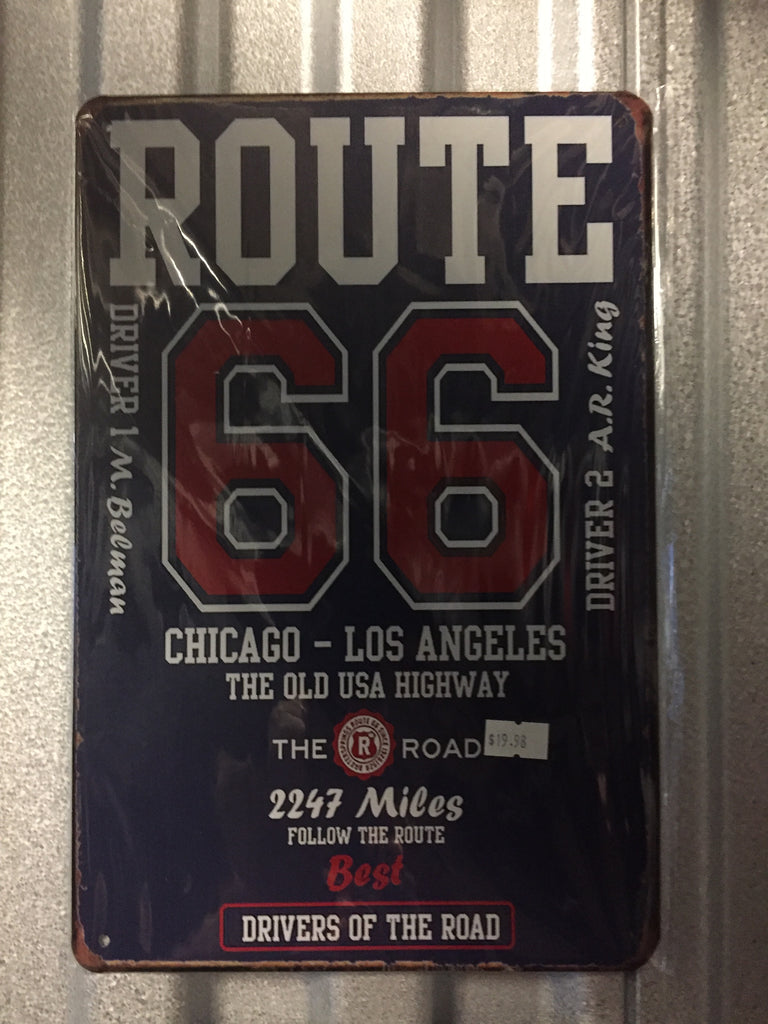 ROUTE
DRIVER 1 M. Belman
66
DRIVER 2 A.R. King
CHICAGO - LOS ANGELES
THE OLD USA HIGHWAY
THE R ROAD
$19.98
2247 Miles
FOLLOW THE ROUTE
Best
DRIVERS OF THE ROAD